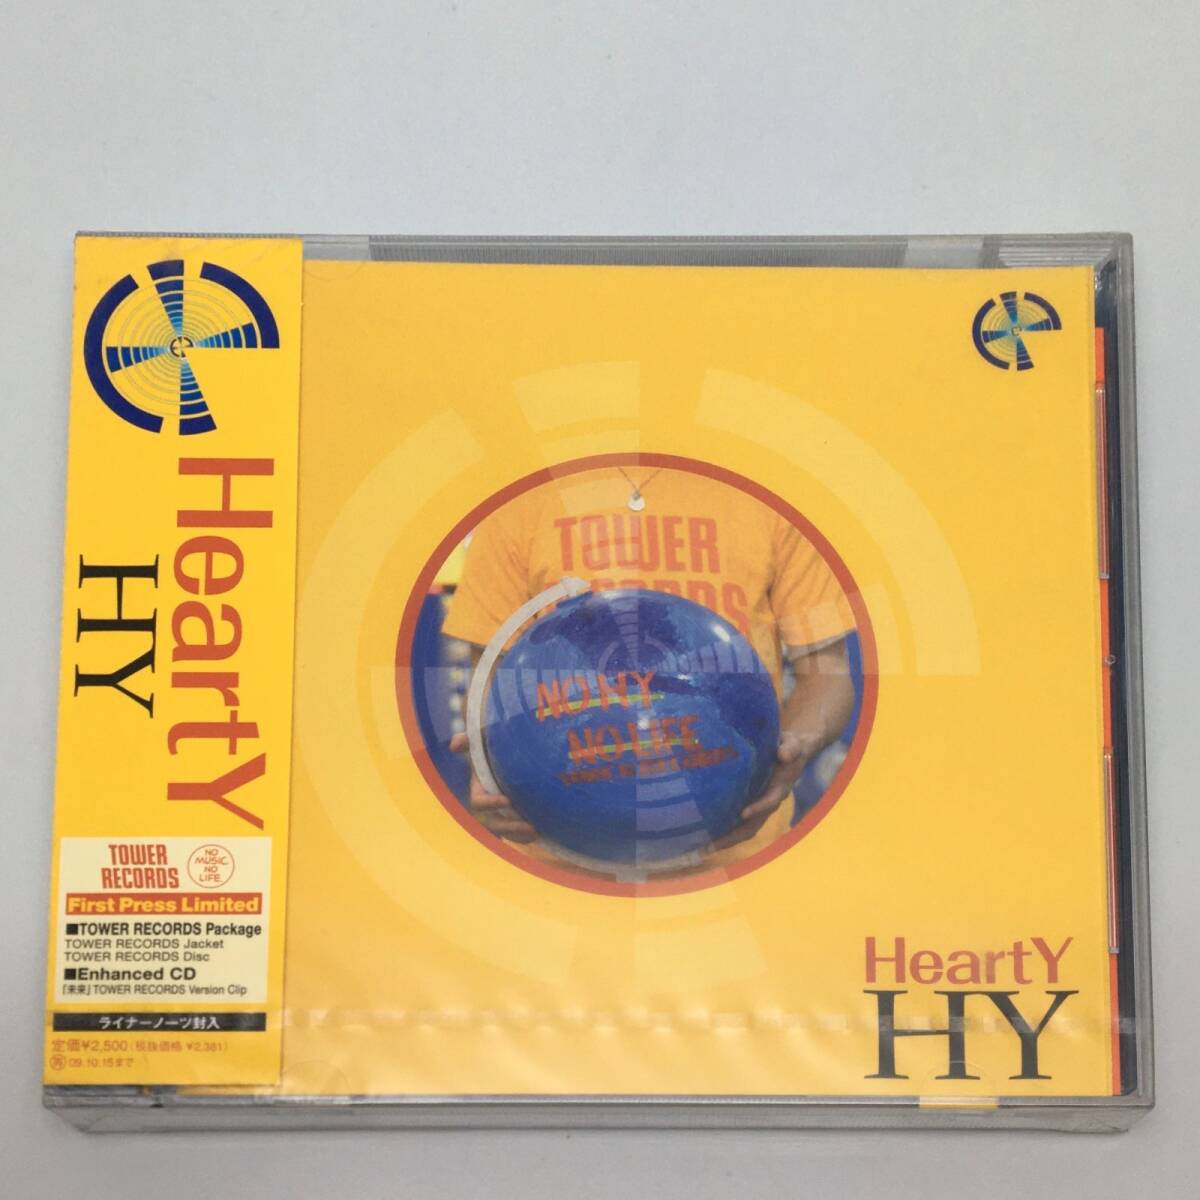 HeartY
HY
TOWER
RECORDS
NO
MUSIC
NO
LIFE.
First Press Limited
■TOWER RECORDS Package
TOWER RECORDS Jacket
TOWER RECORDS Disc
■Enhanced CD
「未来」TOWER RECORDS Version Clip
ライナーノーツ封入
定価¥2,500(税抜価格 ¥2,381)
再 09.10.15まで
TOWER
RECORDS
NO HY
NO LIFE
HeartY
HY